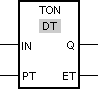 TON
DT
IN Q
PT ET